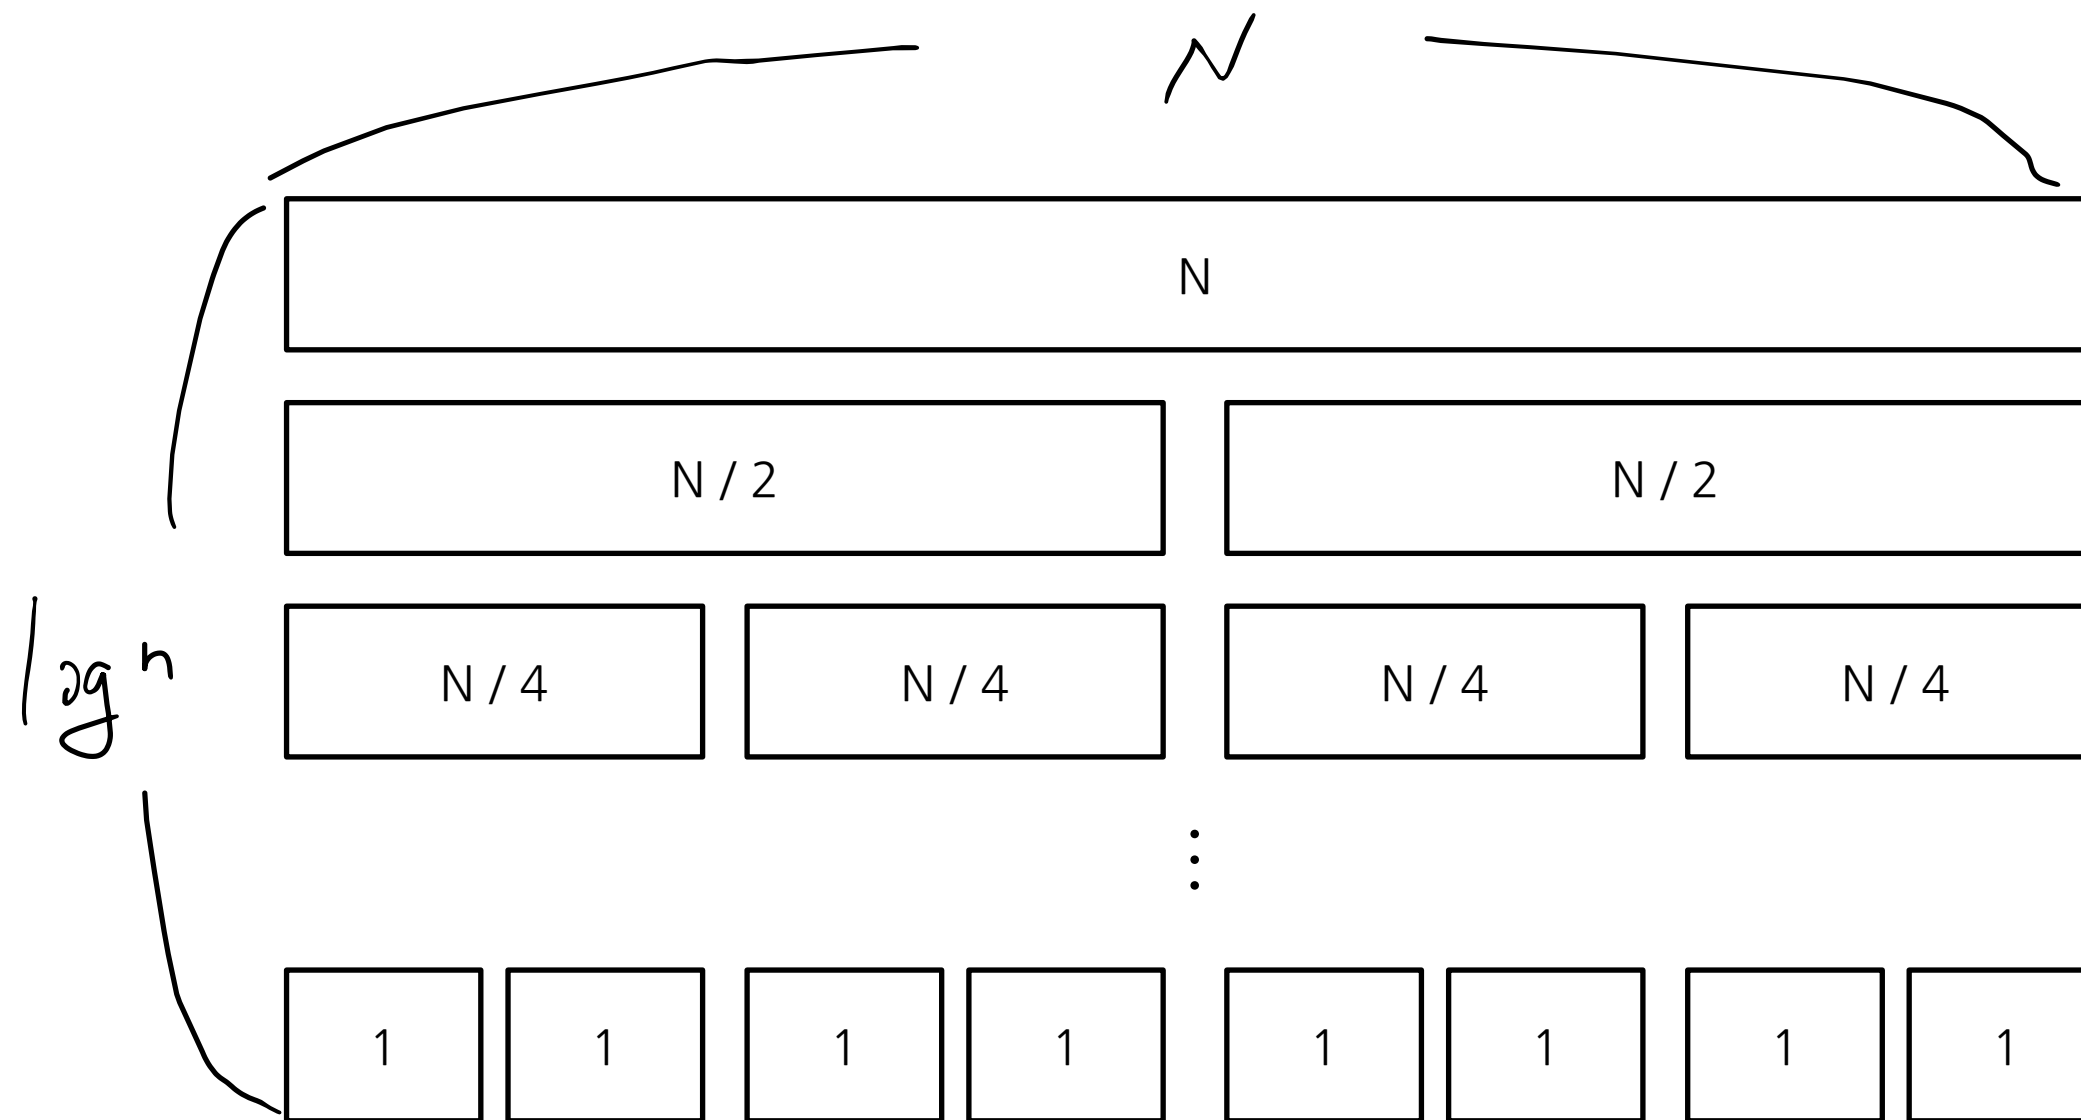 N
N
N / 2 N / 2
log n
N / 4 N / 4 N / 4 N / 4
⋮
1 1 1 1 1 1 1 1